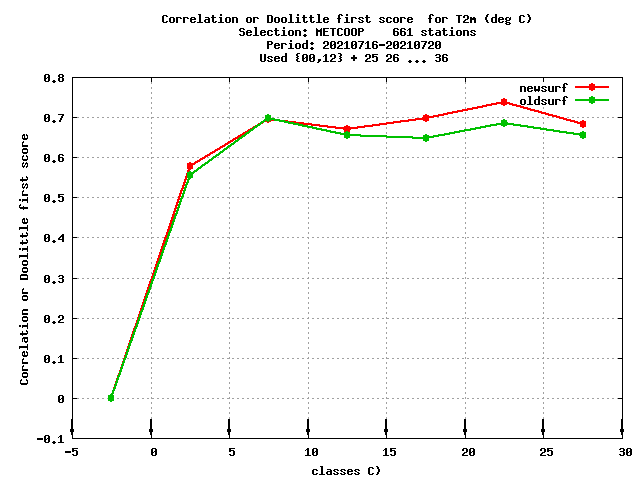 Correlation or Doolittle first score  for T2m (deg C)
Selection: METCOOP    661 stations
Period: 20210716-20210720
Used {00,12} + 25 26 ... 36
newsurf
oldsurf
Correlation or Doolittle first score
0.8
0.7
0.6
0.5
0.4
0.3
0.2
0.1
0
-0.1
-5 0 5 10 15 20 25 30
classes C)